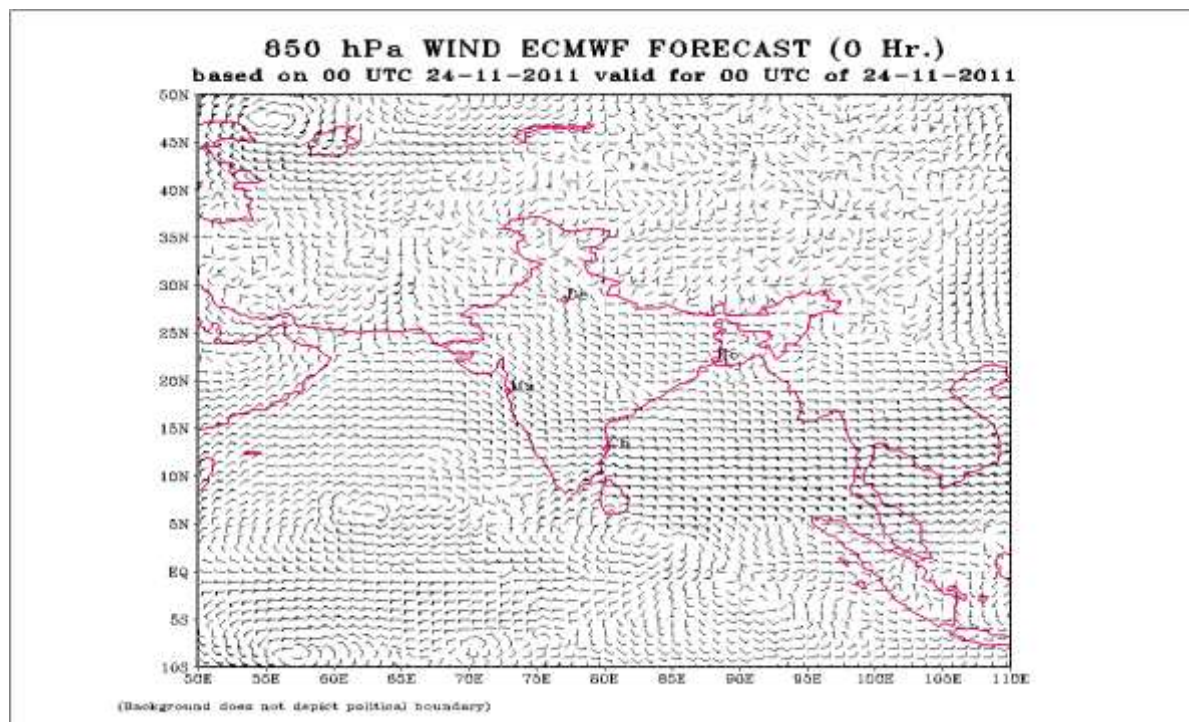 850 hPa WIND ECMWF FORECAST (0 Hr.)
based on 00 UTC 24-11-2011 valid for 00 UTC of 24-11-2011
50N
45N
40N
35N
30N
25N
20N
15N
10N
5N
EQ
5S
10S
50E 55E 60E 65E 70E 75E 80E 85E 90E 95E 100E 105E 110E
(Background does not depict political boundary)